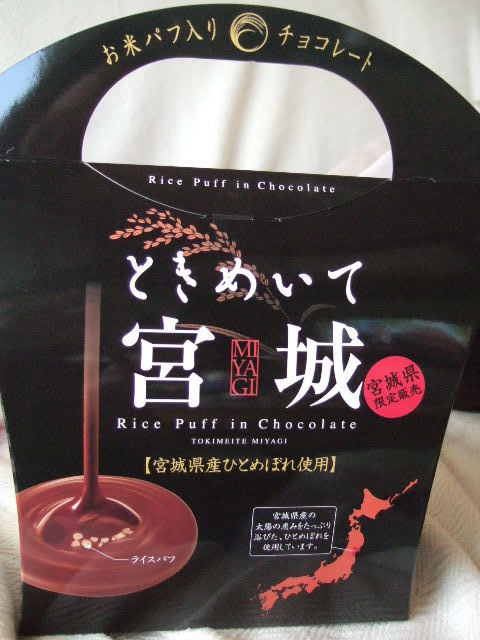 お米パフ入り チョコレート
Rice Puff in Chocolate
ときめいて
宮城
MI
YA
GI
宮城県
限定販売
Rice Puff in Chocolate
TOKIMEITE MIYAGI
【宮城県産ひとめぼれ使用】
宮城県産の
太陽の恵みをたっぷり
浴びた、ひとめぼれを
使用しています。
ライスパフ